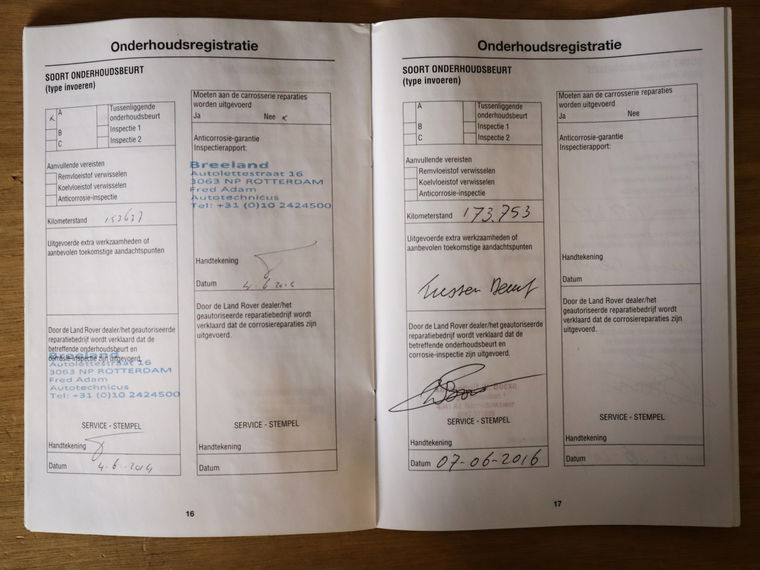 Onderhoudsregistratie
SOORT ONDERHOUDSBEURT
(type invoeren)
A
B
C
Tussenliggende
onderhoudsbeurt
Inspectie 1
Inspectie 2
Aanvullende vereisten
Remvloeistof verwisselen
Koelvloeistof verwisselen
Anticorrosie-inspectie
Kilometerstand
Uitgevoerde extra werkzaamheden of
aanbevolen toekomstige aandachtspunten
Door de Land Rover dealer/het geautoriseerde
reparatiebedrijf wordt verklaard dat de
betreffende onderhoudsbeurt en
corrosie-inspectie zijn uitgevoerd.
Breeland
Autolettestraat 16
3063 NP ROTTERDAM
Fred Adam
Autotechnicus
Tel: +31 (0)10 2424500
SERVICE - STEMPEL
Handtekening
Datum 4-6-2014
Moeten aan de carrosserie reparaties
worden uitgevoerd
Ja Nee x
Anticorrosie-garantie
Inspectierapport:
Breeland
Autolettestraat 16
3063 NP ROTTERDAM
Fred Adam
Autotechnicus
Tel: +31 (0)10 2424500
Handtekening
Datum 4-6-2014
Door de Land Rover dealer/het
geautoriseerde reparatiebedrijf wordt
verklaard dat de corrosiereparaties zijn
uitgevoerd.
SERVICE - STEMPEL
Handtekening
Datum
16
Onderhoudsregistratie
SOORT ONDERHOUDSBEURT
(type invoeren)
A
B
C
Tussenliggende
onderhoudsbeurt
Inspectie 1
Inspectie 2
Aanvullende vereisten
Remvloeistof verwisselen
Koelvloeistof verwisselen
Anticorrosie-inspectie
Kilometerstand 173.753
Uitgevoerde extra werkzaamheden of
aanbevolen toekomstige aandachtspunten
Tussen Beurt
Door de Land Rover dealer/het geautoriseerde
reparatiebedrijf wordt verklaard dat de
betreffende onderhoudsbeurt en
corrosie-inspectie zijn uitgevoerd.
SERVICE - STEMPEL
Handtekening
Datum 07-06-2016
Moeten aan de carrosserie reparaties
worden uitgevoerd
Ja Nee
Anticorrosie-garantie
Inspectierapport:
Handtekening
Datum
Door de Land Rover dealer/het
geautoriseerde reparatiebedrijf wordt
verklaard dat de corrosiereparaties zijn
uitgevoerd.
SERVICE - STEMPEL
Handtekening
Datum
17